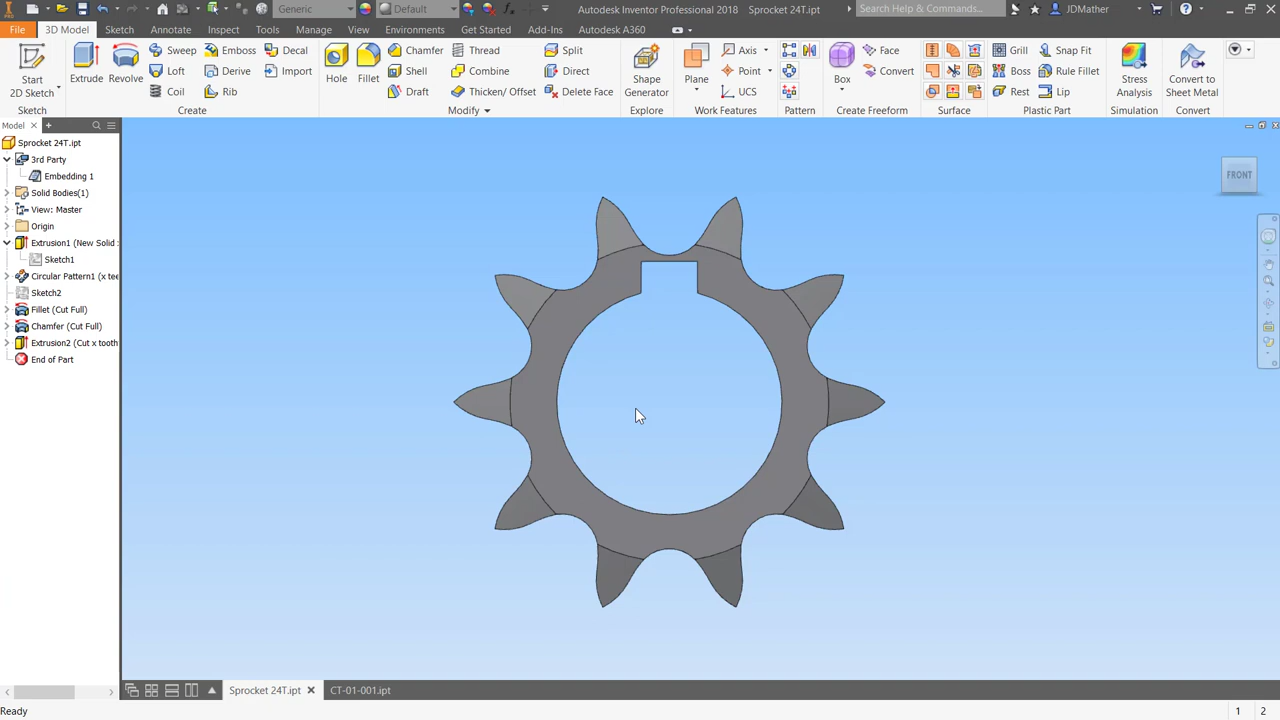 Generic
Default
Autodesk Inventor Professional 2018
Sprocket 24T.ipt
Search Help & Commands...
JDMather
File
3D Model
Sketch
Annotate
Inspect
Tools
Manage
View
Environments
Get Started
Add-Ins
Autodesk A360
PRO
Start
2D Sketch
Sketch
Extrude
Revolve
Sweep
Loft
Coil
Emboss
Derive
Rib
Decal
Import
Create
Hole
Fillet
Chamfer
Shell
Draft
Thread
Combine
Thicken/ Offset
Split
Direct
Delete Face
Modify
Shape
Generator
Explore
Plane
Axis
Point
UCS
Work Features
Pattern
Box
Face
Convert
Create Freeform
Surface
Grill
Boss
Rest
Snap Fit
Rule Fillet
Lip
Plastic Part
Stress
Analysis
Simulation
Convert to
Sheet Metal
Convert
Model
Sprocket 24T.ipt
3rd Party
Embedding 1
Solid Bodies(1)
View: Master
Origin
Extrusion1 (New Solid
Sketch1
Circular Pattern1 (x tee
Sketch2
Fillet (Cut Full)
Chamfer (Cut Full)
Extrusion2 (Cut x tooth
End of Part
FRONT
Sprocket 24T.ipt
CT-01-001.ipt
Ready
1
2